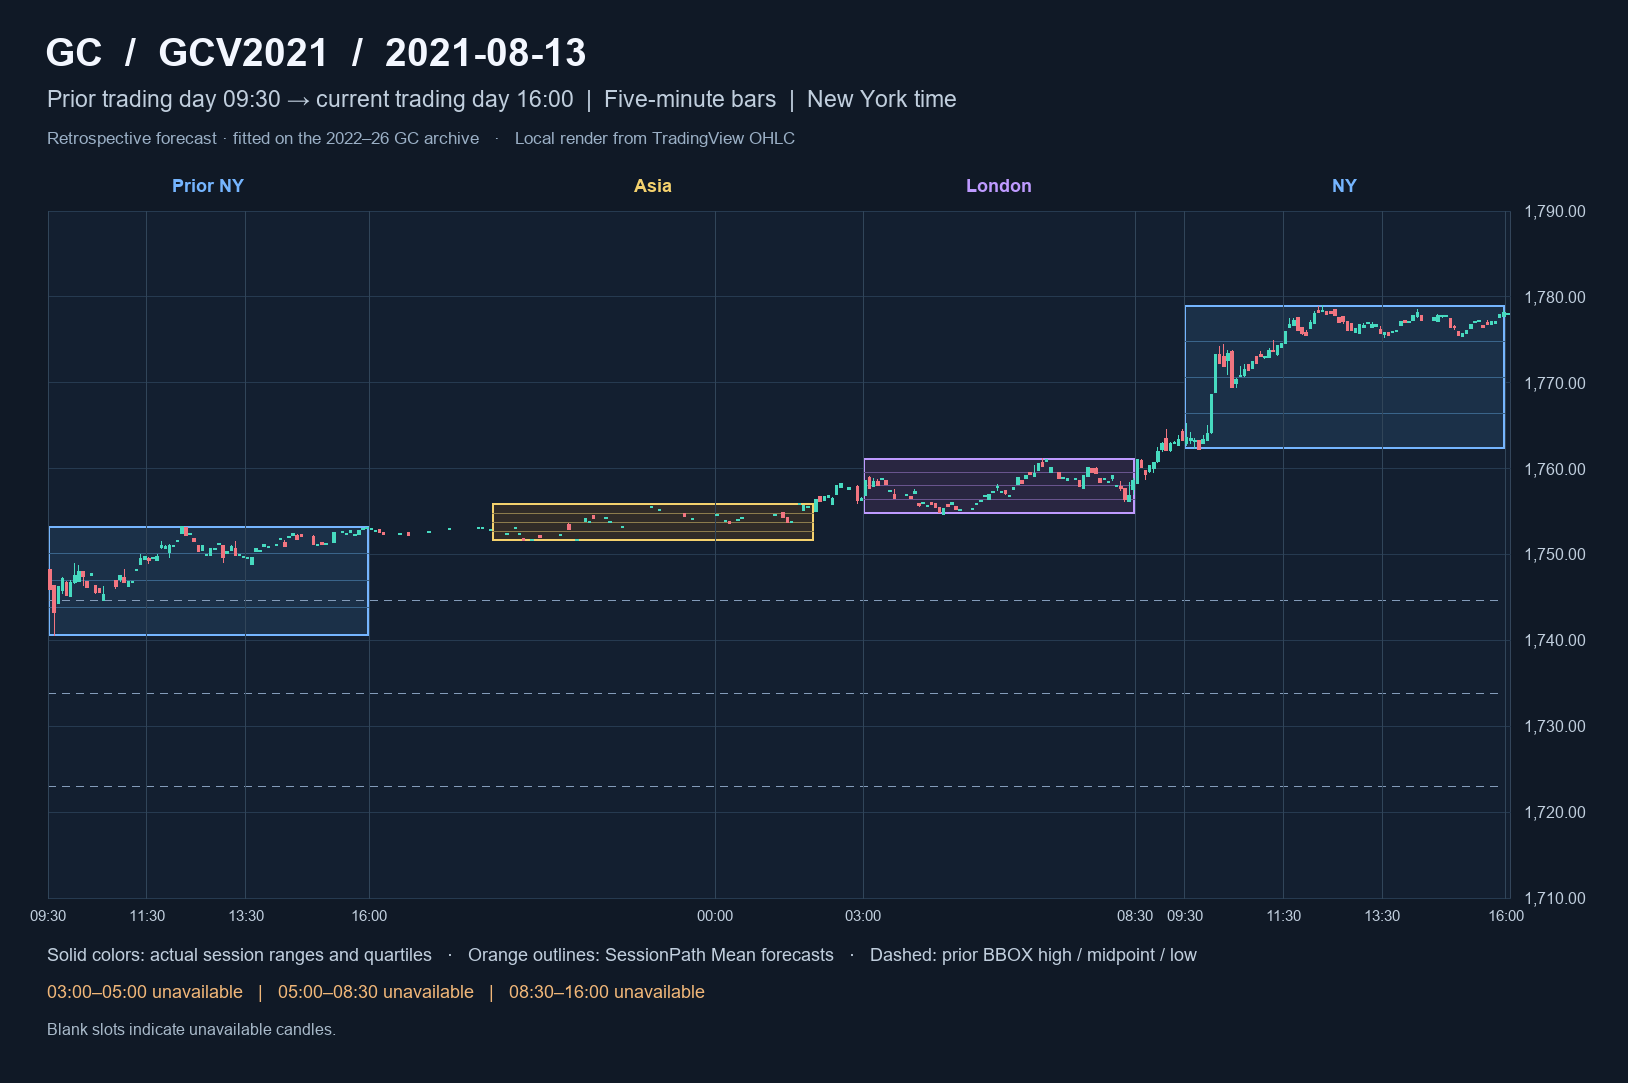 GC / GCV2021 / 2021-08-13
Prior trading day 09:30 → current trading day 16:00 | Five-minute bars | New York time
Retrospective forecast · fitted on the 2022–26 GC archive · Local render from TradingView OHLC
Prior NY Asia London NY
1,790.00
1,780.00
1,770.00
1,760.00
1,750.00
1,740.00
1,730.00
1,720.00
1,710.00
09:30 11:30 13:30 16:00 00:00 03:00 08:30 09:30 11:30 13:30 16:00
Solid colors: actual session ranges and quartiles · Orange outlines: SessionPath Mean forecasts · Dashed: prior BBOX high / midpoint / low
03:00–05:00 unavailable | 05:00–08:30 unavailable | 08:30–16:00 unavailable
Blank slots indicate unavailable candles.